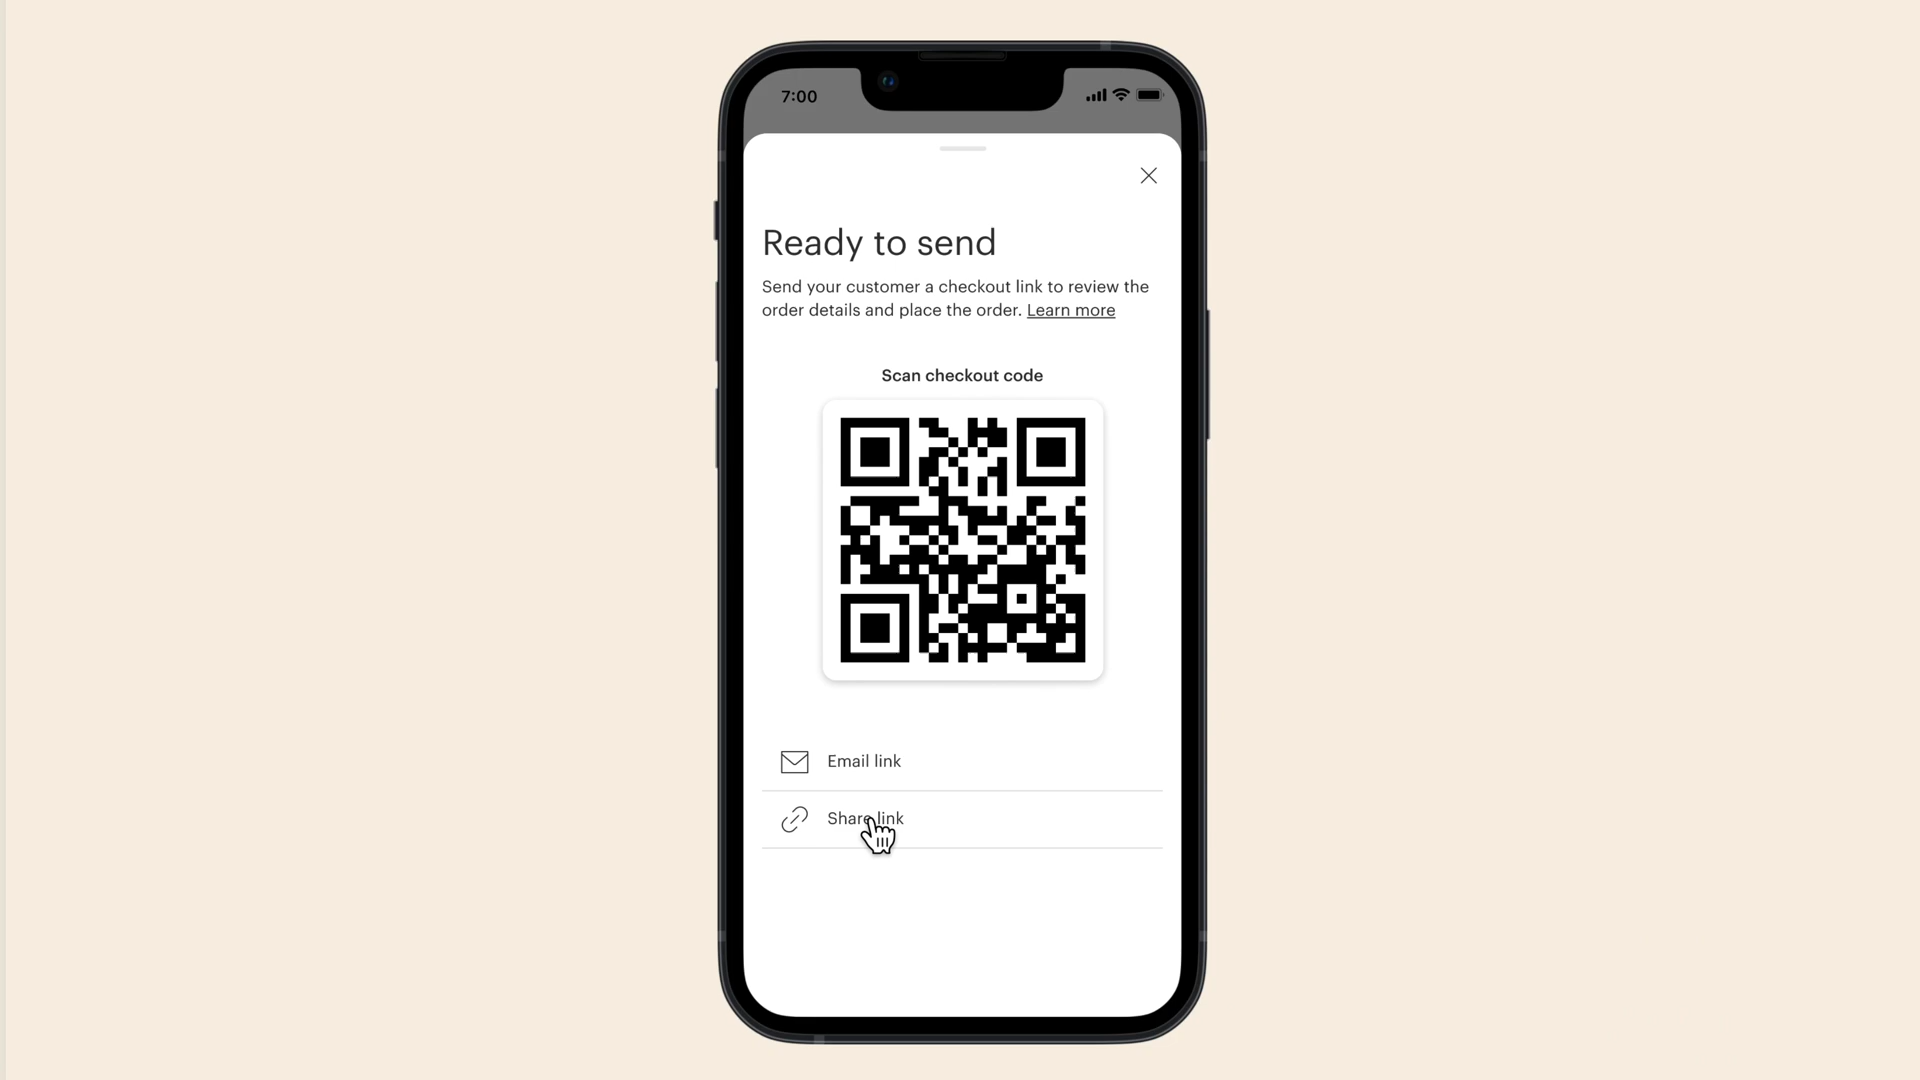 7:00
Ready to send
Send your customer a checkout link to review the
order details and place the order. Learn more
Scan checkout code
Email link
Share link